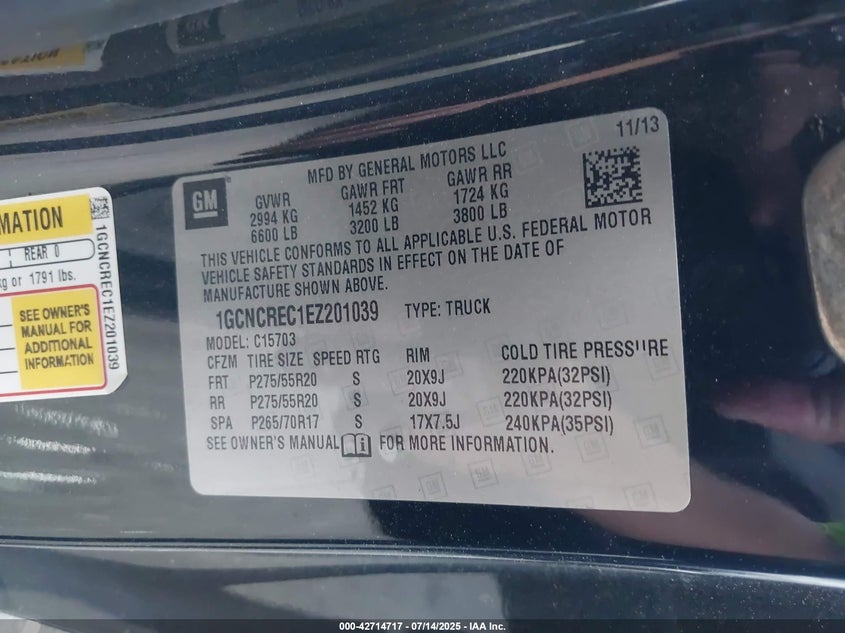 11/13
MFD BY GENERAL MOTORS LLC
GM
GVWR GAWR FRT GAWR RR
2994 KG 1452 KG 1724 KG
6600 LB 3200 LB 3800 LB
THIS VEHICLE CONFORMS TO ALL APPLICABLE U.S. FEDERAL MOTOR
VEHICLE SAFETY STANDARDS IN EFFECT ON THE DATE OF
MANUFACTURE SHOWN ABOVE.
1GCNCREC1EZ201039 TYPE: TRUCK
MODEL: C15703
CFZM TIRE SIZE SPEED RTG RIM COLD TIRE PRESSURE
FRT P275/55R20 S 20X9J 220KPA(32PSI)
RR P275/55R20 S 20X9J 220KPA(32PSI)
SPA P265/70R17 S 17X7.5J 240KPA(35PSI)
SEE OWNER'S MANUAL FOR MORE INFORMATION.
REAR 0
kg or 1791 lbs.
SEE OWNER'S
MANUAL FOR
ADDITIONAL
INFORMATION
1GCNCREC1EZ201039
000-42714717 - 07/14/2025 - IAA Inc.